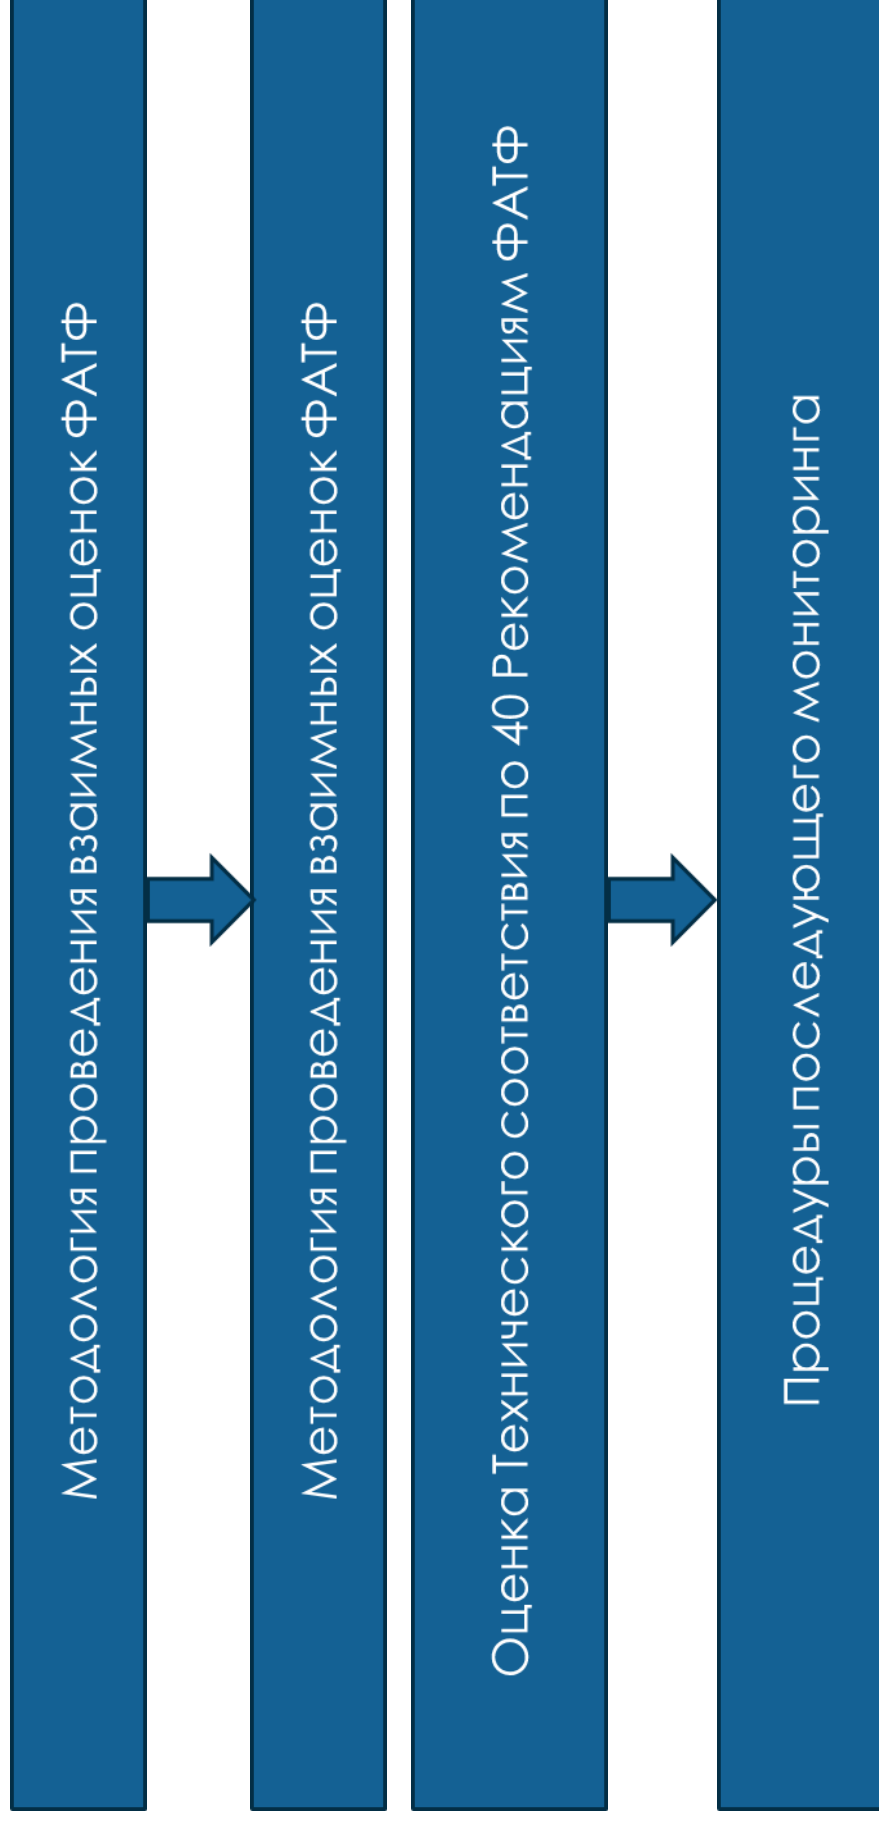 Методология проведения взаимных оценок ФАТФ
Методология проведения взаимных оценок ФАТФ
Оценка Технического соответствия по 40 Рекомендациям ФАТФ
Процедуры последующего мониторинга